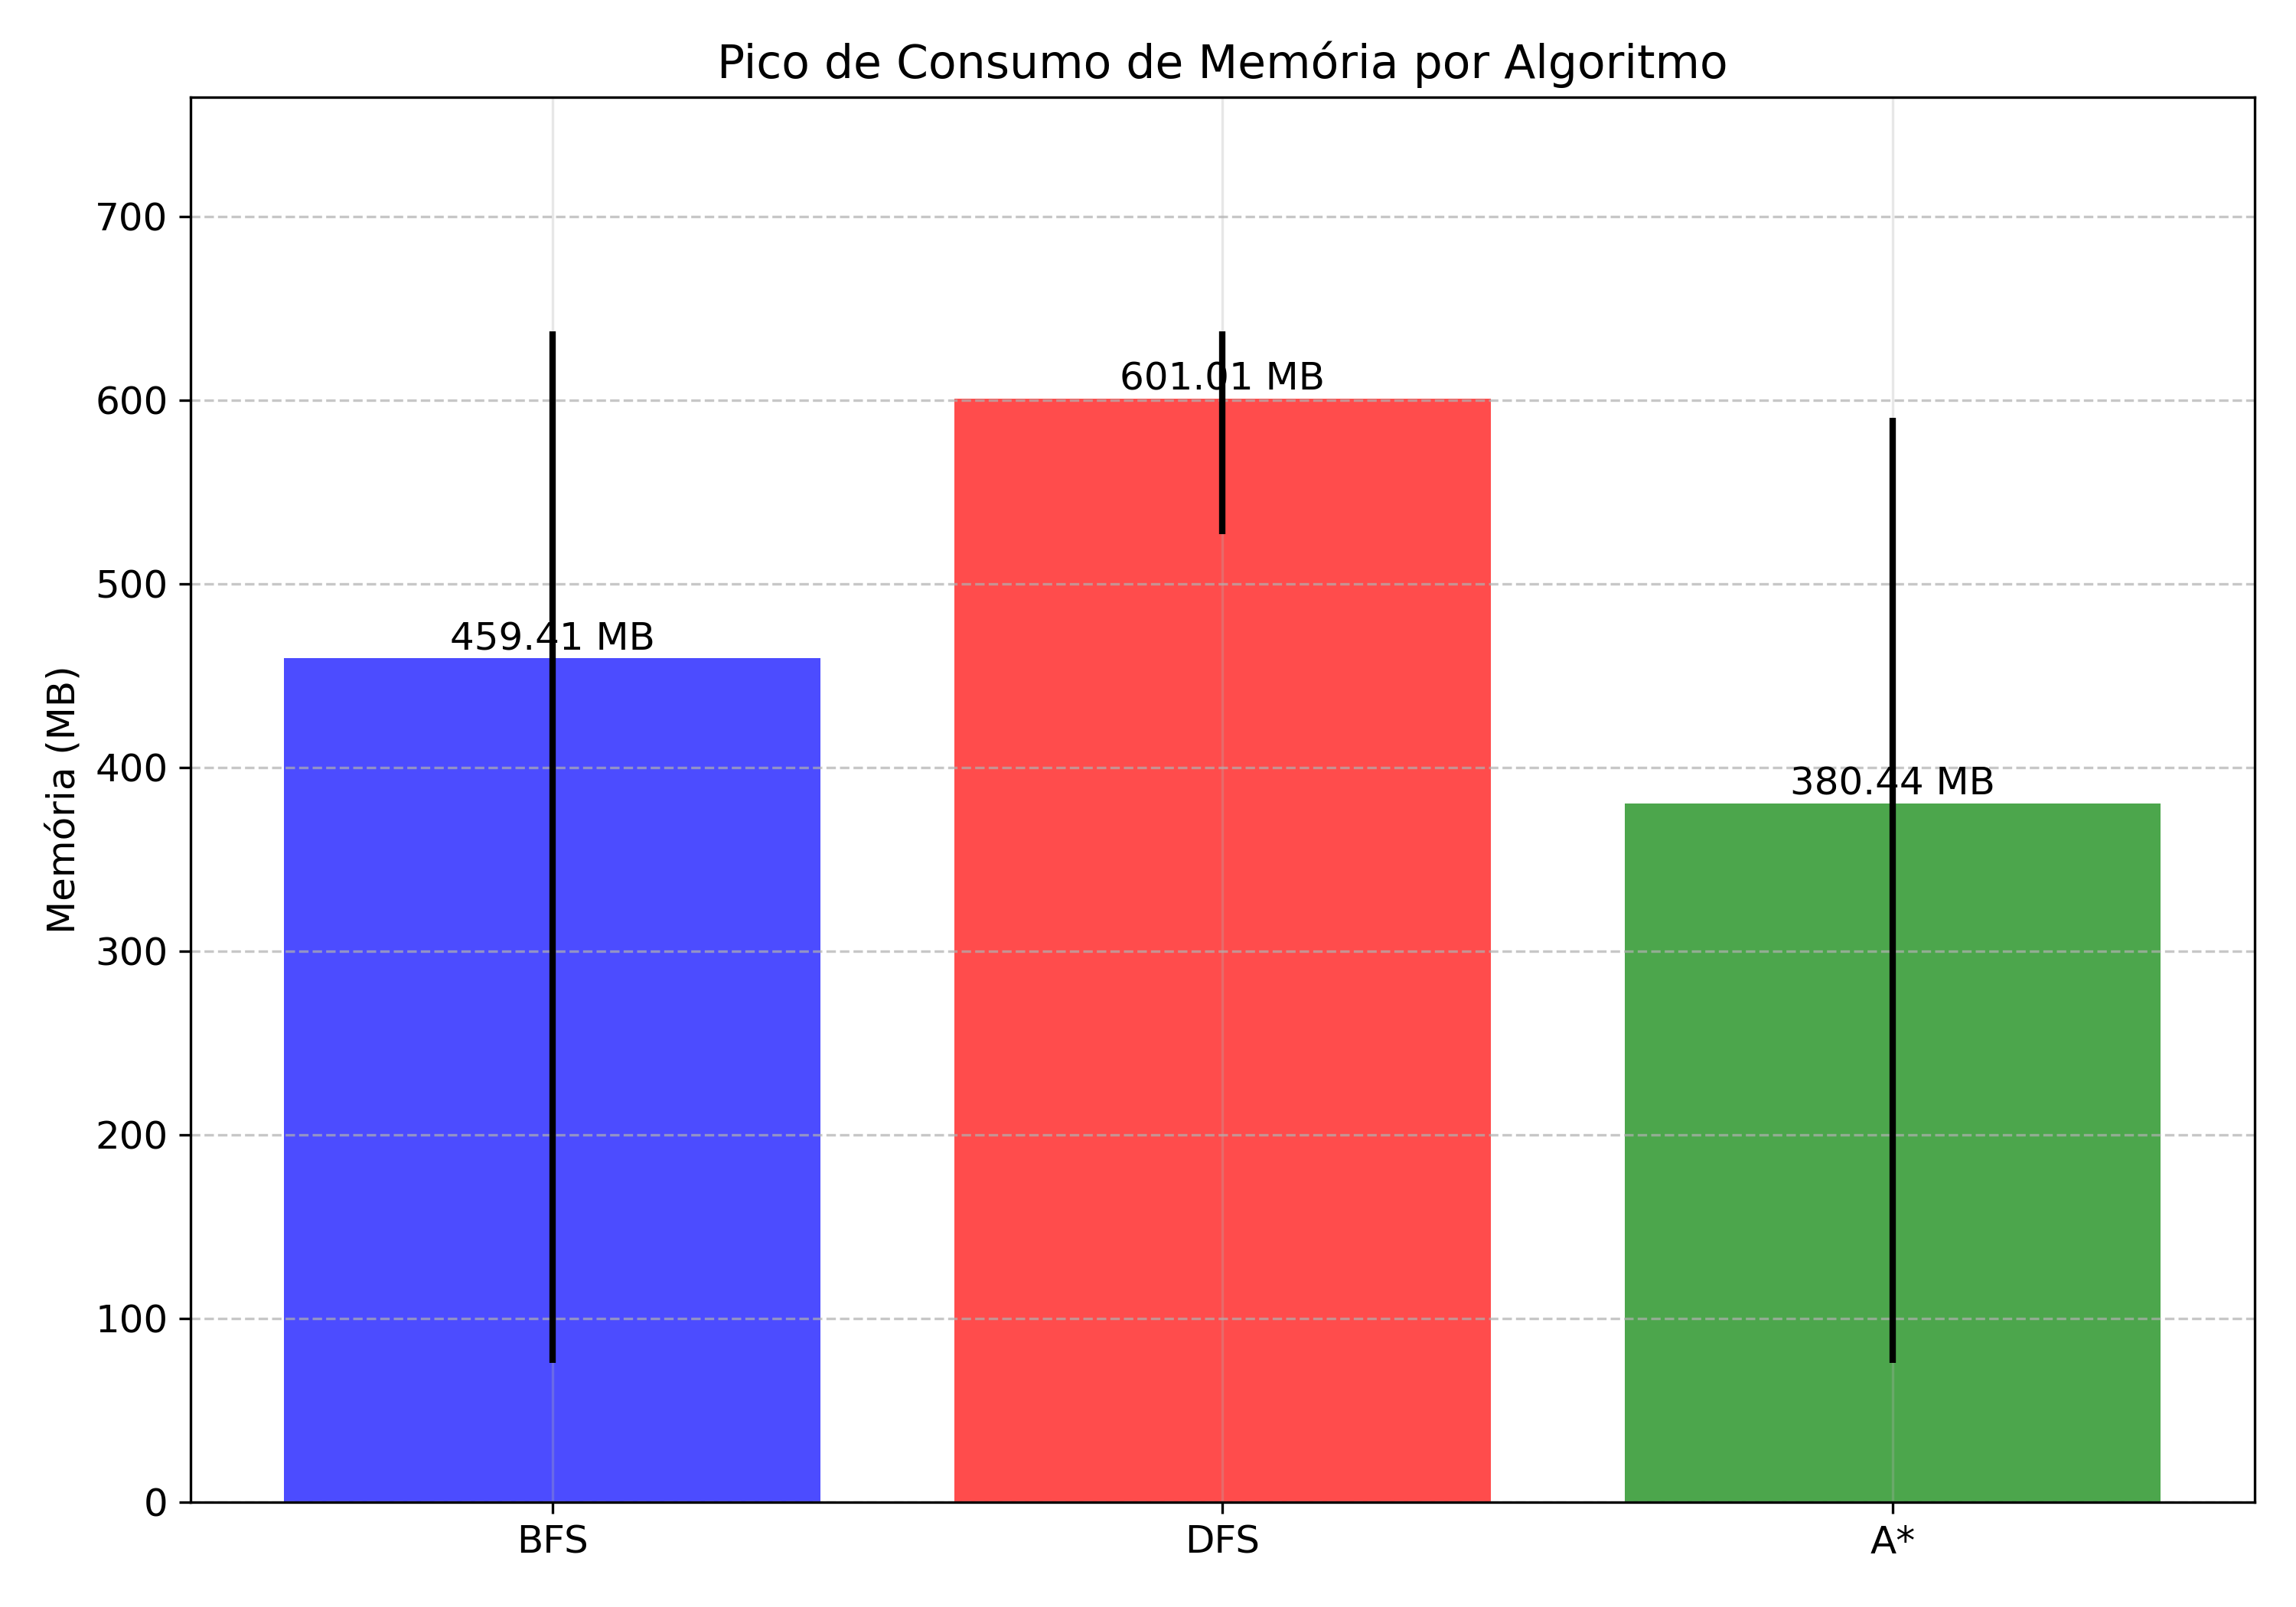 Pico de Consumo de Memória por Algoritmo
Memória (MB)
700
600
500
400
300
200
100
0
459.41 MB
601.01 MB
380.44 MB
BFS
DFS
A*